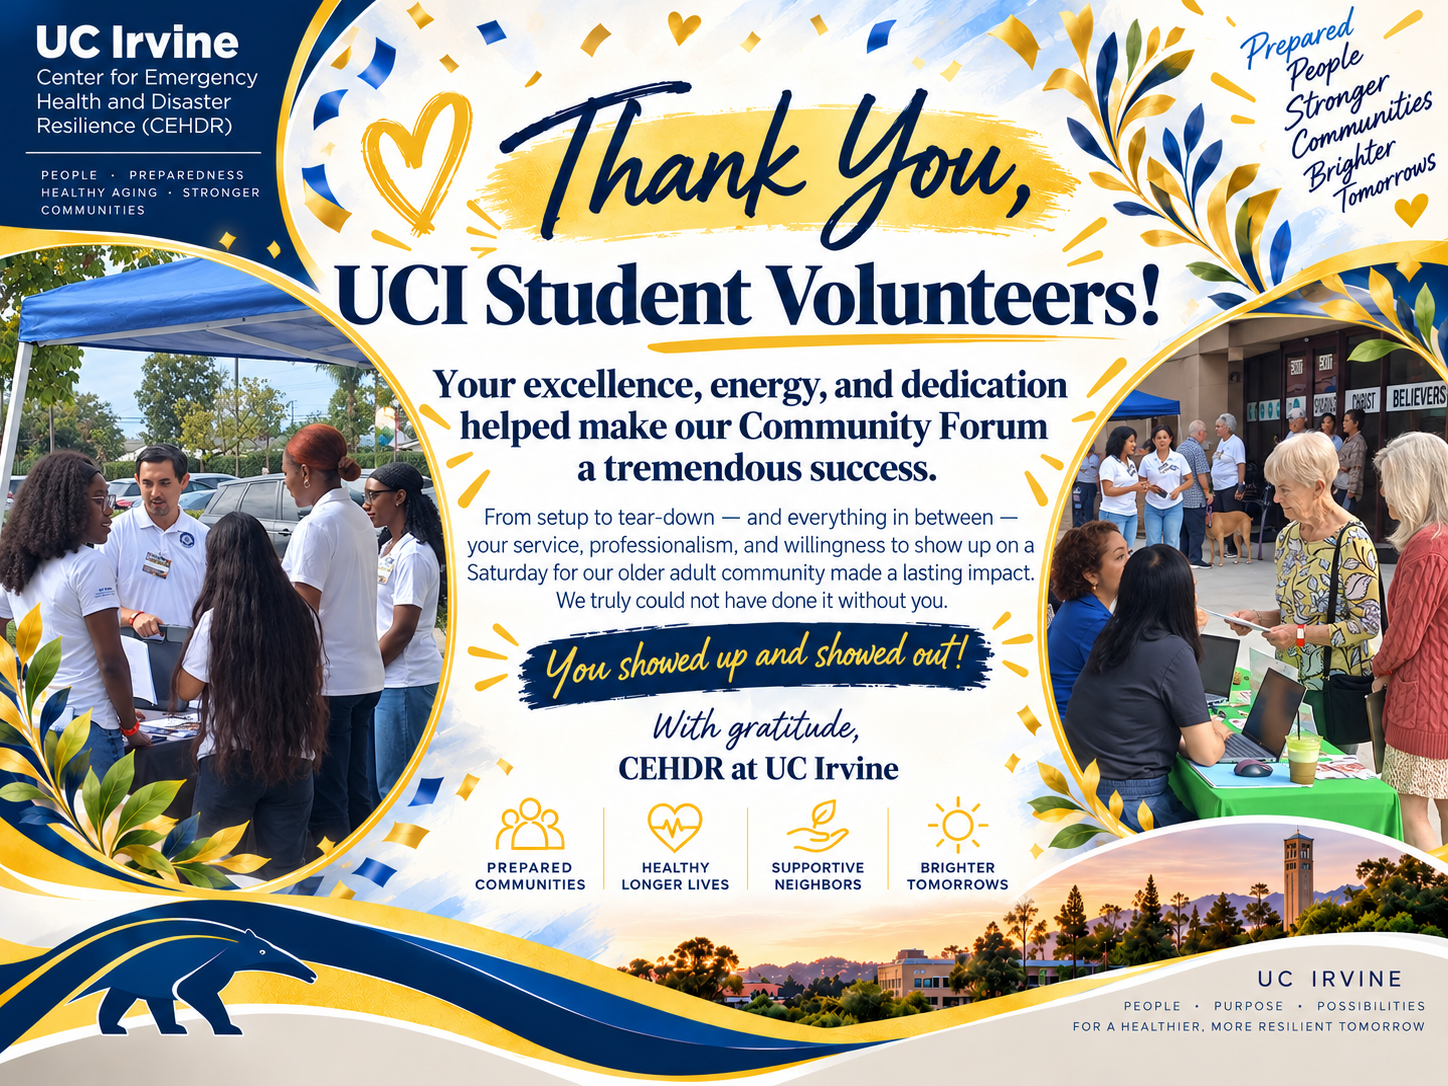 UC Irvine
Center for Emergency
Health and Disaster
Resilience (CEHDR)
PEOPLE · PREPAREDNESS
HEALTHY AGING · STRONGER
COMMUNITIES
Prepared
People
Stronger
Communities
Brighter
Tomorrows
Thank You,
UCI Student Volunteers!
Your excellence, energy, and dedication
helped make our Community Forum
a tremendous success.
From setup to tear-down — and everything in between —
your service, professionalism, and willingness to show up on a
Saturday for our older adult community made a lasting impact.
We truly could not have done it without you.
You showed up and showed out!
With gratitude,
CEHDR at UC Irvine
PREPARED
COMMUNITIES
HEALTHY
LONGER LIVES
SUPPORTIVE
NEIGHBORS
BRIGHTER
TOMORROWS
CHRIST
BELIEVERS
UC IRVINE
PEOPLE • PURPOSE • POSSIBILITIES
FOR A HEALTHIER, MORE RESILIENT TOMORROW